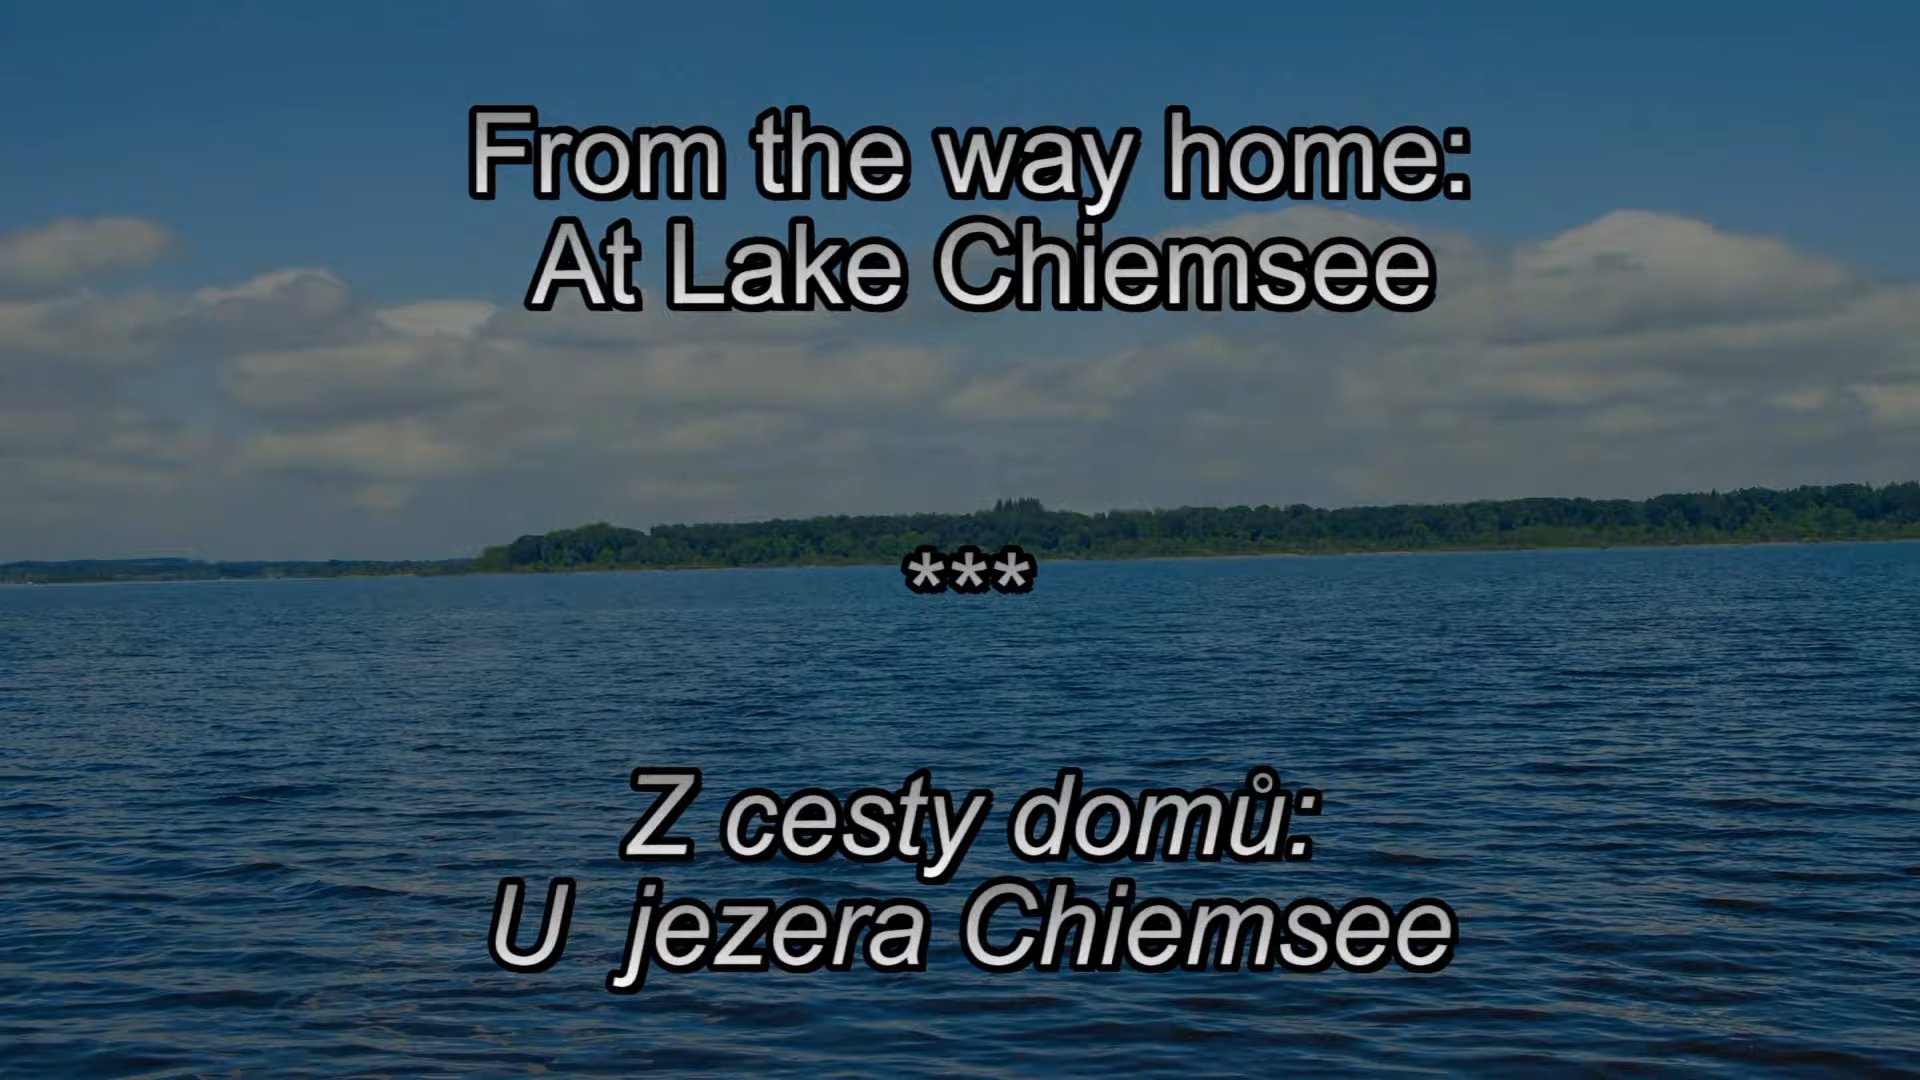 From the way home:
At Lake Chiemsee
***
Z cesty domů:
U jezera Chiemsee